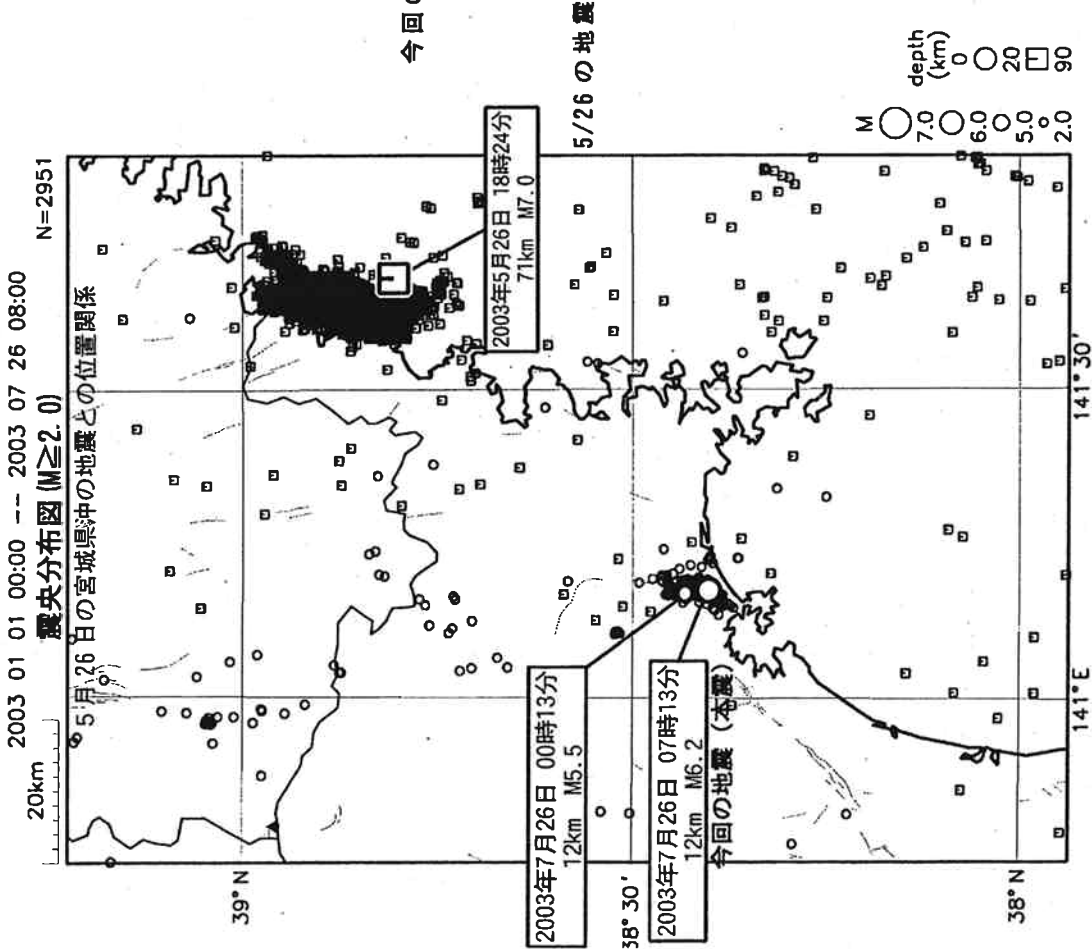 2003 01 01 00:00 -- 2003 07 26 08:00
震央分布図 (M≧2.0)
N=2951
20km
5月26日の宮城県沖の地震との位置関係
39°N
38°30'
38°N
141°E
141°30'
2003年5月26日 18時24分
71km M7.0
2003年7月26日 00時13分
12km M5.5
2003年7月26日 07時13分
12km M6.2
今回の地震 (本震)
今回
5/26の地震
M
7.0
6.0
5.0
2.0
depth
(km)
0
20
90